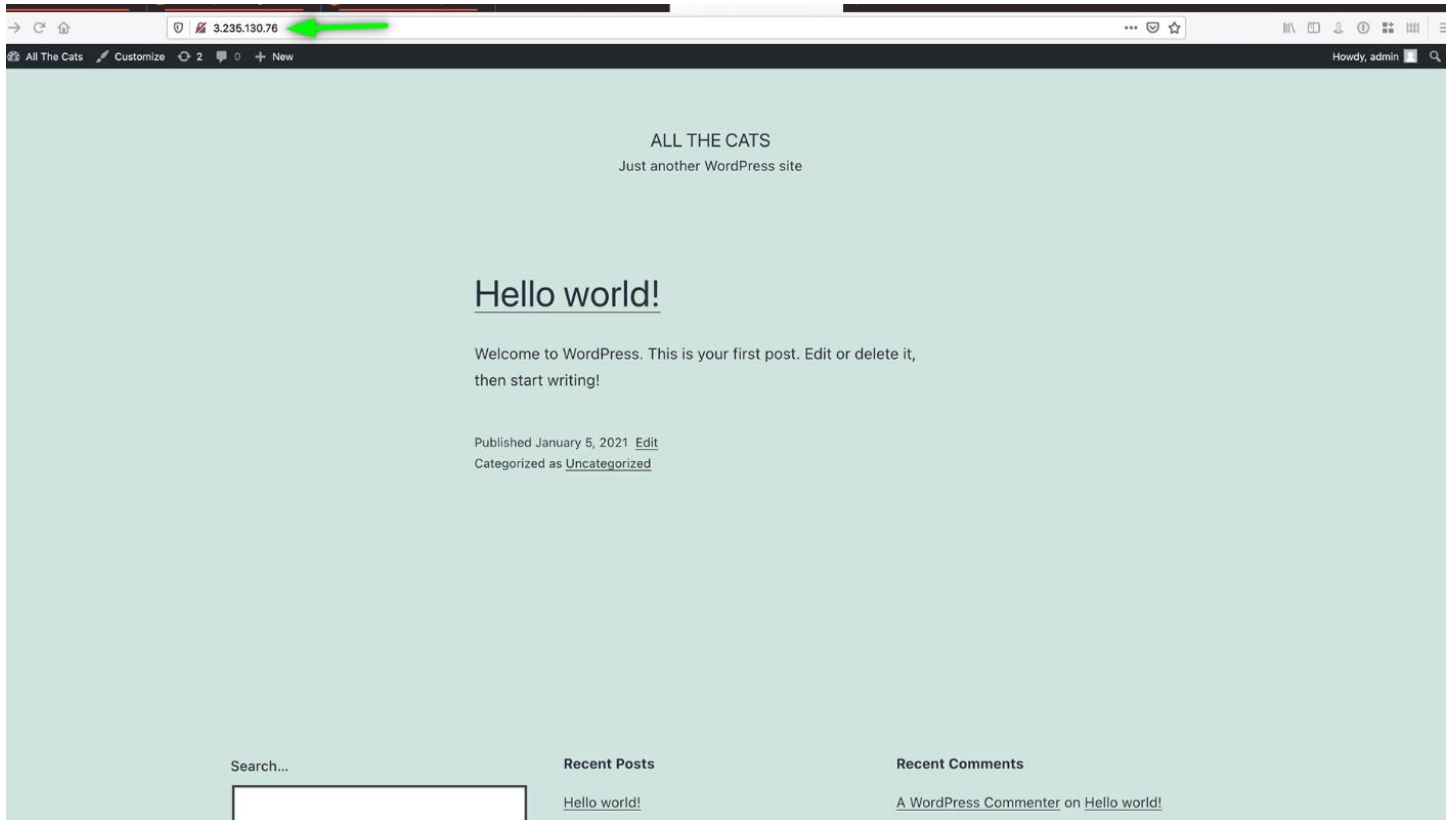 3.235.130.76
All The Cats Customize 2 0 + New Howdy, admin
ALL THE CATS
Just another WordPress site
Hello world!
Welcome to WordPress. This is your first post. Edit or delete it,
then start writing!
Published January 5, 2021 Edit
Categorized as Uncategorized
Search...
Recent Posts
Hello world!
Recent Comments
A WordPress Commenter on Hello world!